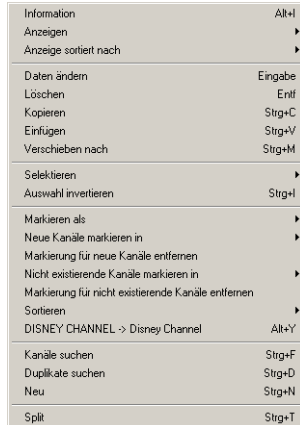 Information Alt+I
Anzeigen
Anzeige sortiert nach
Daten ändern Eingabe
Löschen Entf
Kopieren Strg+C
Einfügen Strg+V
Verschieben nach Strg+M
Selektieren
Auswahl invertieren Strg+I
Markieren als
Neue Kanäle markieren in
Markierung für neue Kanäle entfernen
Nicht existierende Kanäle markieren in
Markierung für nicht existierende Kanäle entfernen
Sortieren
DISNEY CHANNEL -> Disney Channel Alt+Y
Kanäle suchen Strg+F
Duplikate suchen Strg+D
Neu Strg+N
Split Strg+T